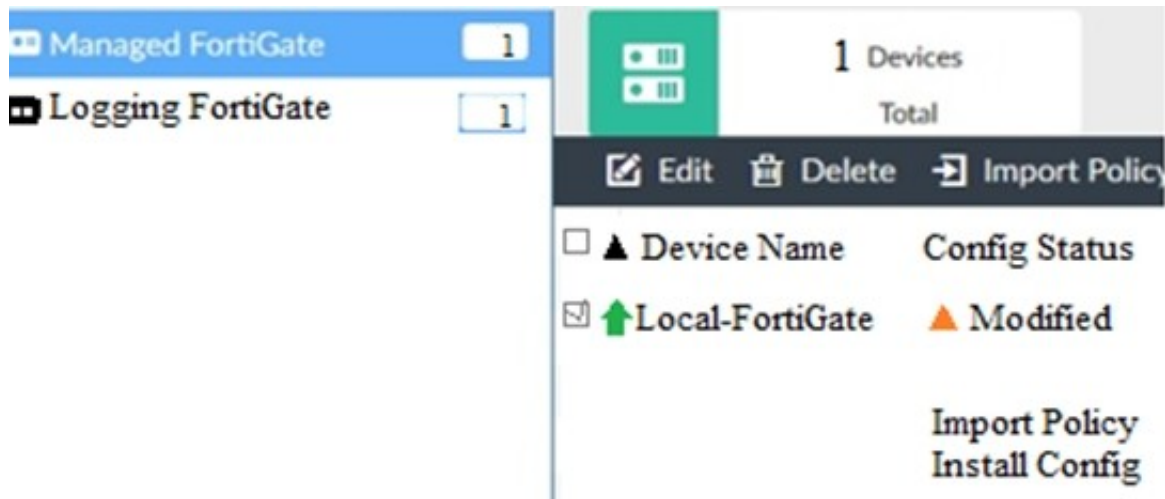 Managed FortiGate 1
Logging FortiGate 1
1 Devices
Total
Edit Delete Import Policy
Device Name Config Status
Local-FortiGate Modified
Import Policy
Install Config